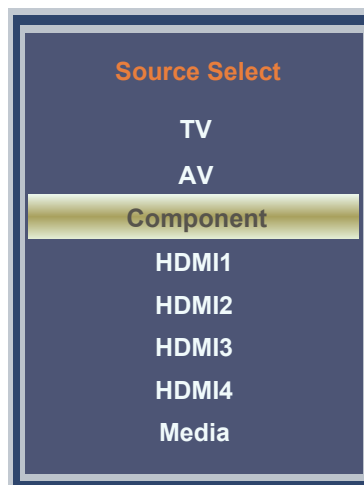 Source Select
TV
AV
Component
HDMI1
HDMI2
HDMI3
HDMI4
Media